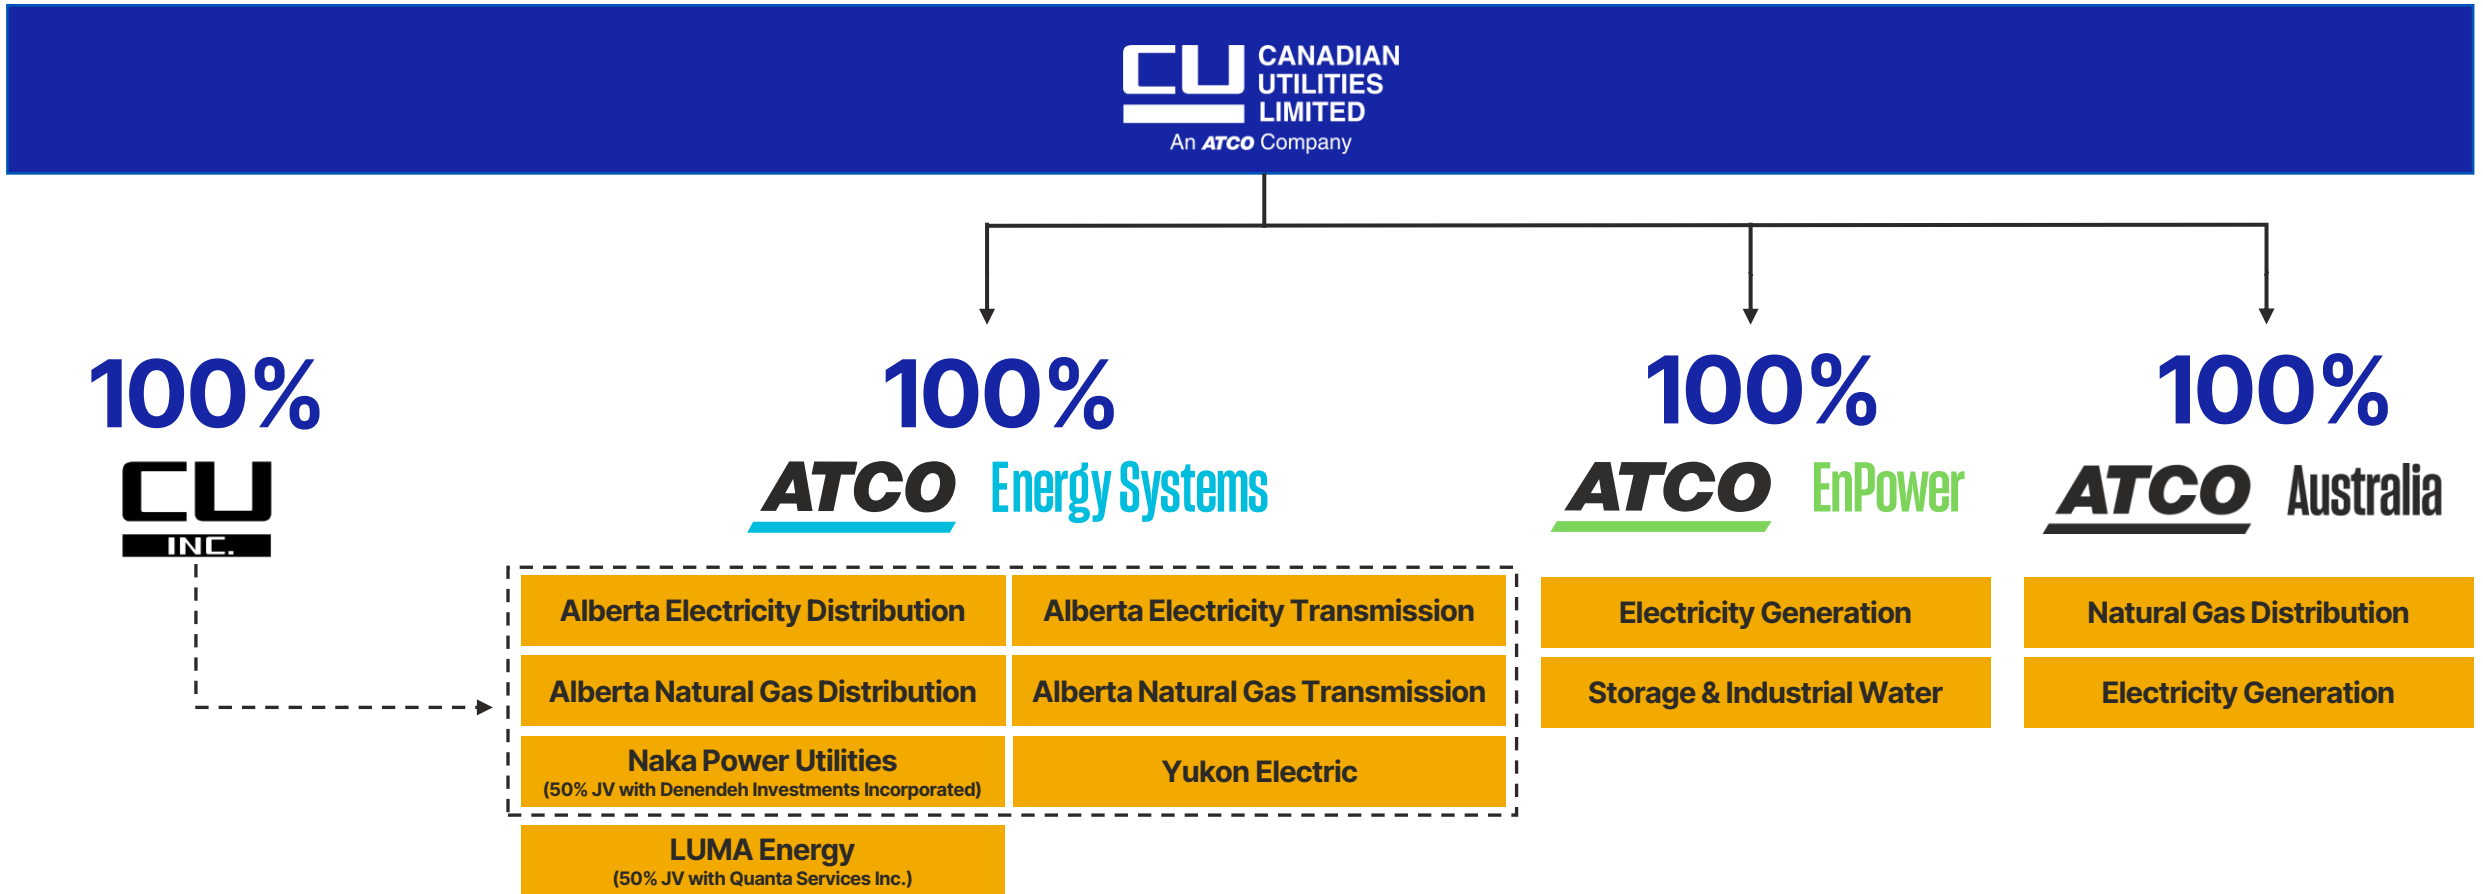 CU CANADIAN
UTILITIES
LIMITED
An ATCO Company
100%
CU
INC.
100%
ATCO Energy Systems
Alberta Electricity Distribution
Alberta Electricity Transmission
Alberta Natural Gas Distribution
Alberta Natural Gas Transmission
Naka Power Utilities
(50% JV with Denendeh Investments Incorporated)
Yukon Electric
LUMA Energy
(50% JV with Quanta Services Inc.)
100%
ATCO EnPower
Electricity Generation
Storage & Industrial Water
100%
ATCO Australia
Natural Gas Distribution
Electricity Generation